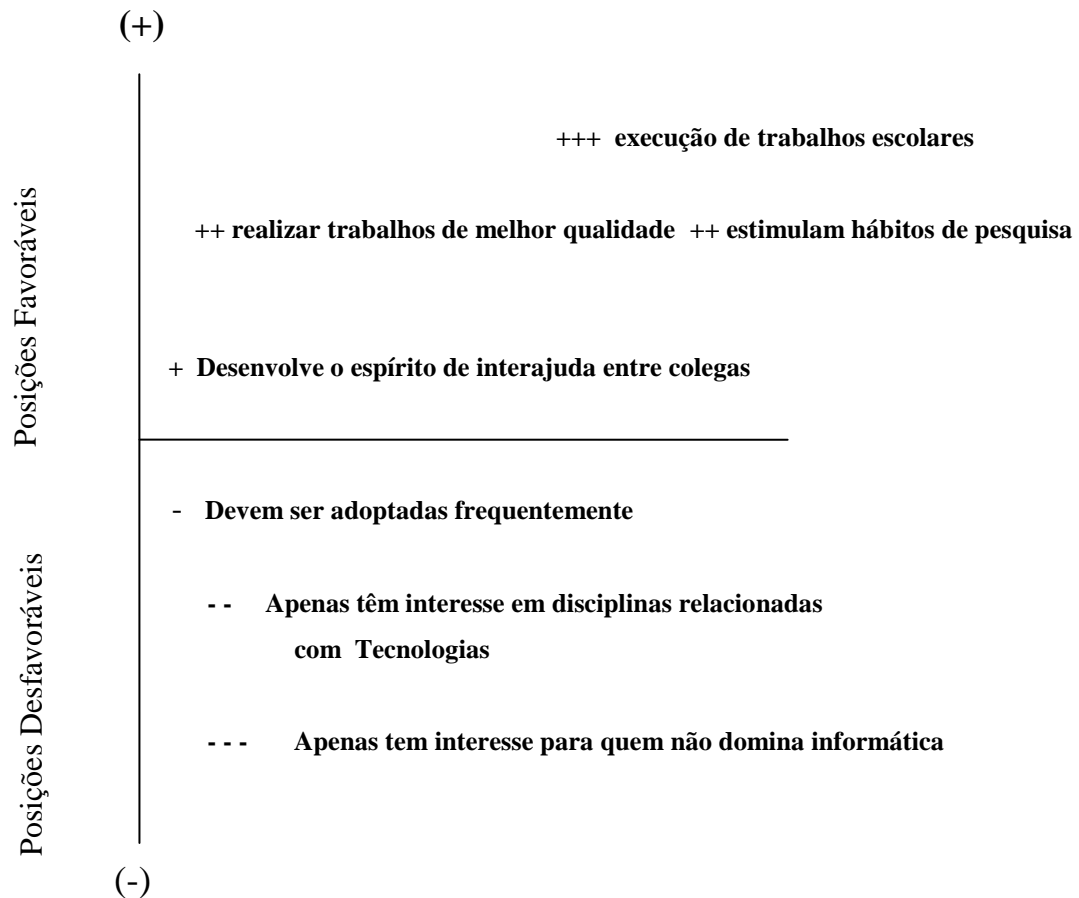 (+)
+++ execução de trabalhos escolares
++ realizar trabalhos de melhor qualidade ++ estimulam hábitos de pesquisa
Posições Favoráveis
+ Desenvolve o espírito de interajuda entre colegas
- Devem ser adoptadas frequentemente
Posições Desfavoráveis
- - Apenas têm interesse em disciplinas relacionadas
com Tecnologias
- - - Apenas tem interesse para quem não domina informática
(-)